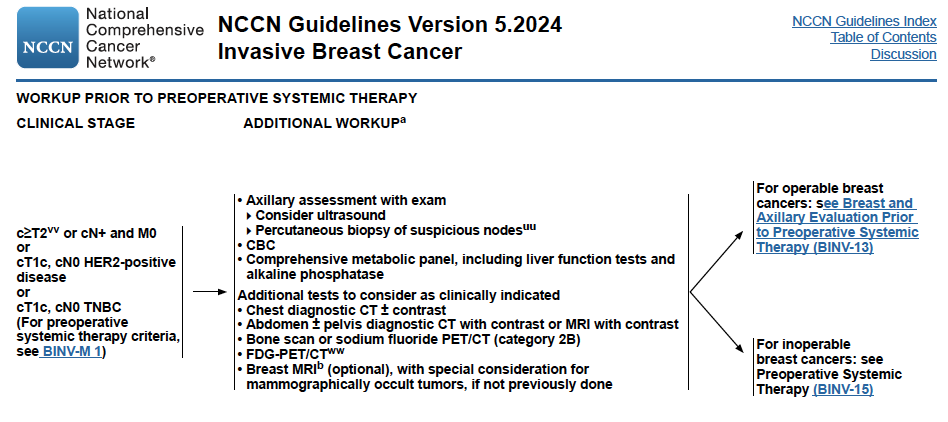 NCCN
National
Comprehensive
Cancer
Network®
NCCN Guidelines Version 5.2024
Invasive Breast Cancer
NCCN Guidelines Index
Table of Contents
Discussion
WORKUP PRIOR TO PREOPERATIVE SYSTEMIC THERAPY
CLINICAL STAGE
ADDITIONAL WORKUPᵃ
c≥T2ᵛᵛ or cN+ and M0
or
cT1c, cN0 HER2-positive
disease
or
cT1c, cN0 TNBC
(For preoperative
systemic therapy criteria,
see BINV-M 1)
• Axillary assessment with exam
▸ Consider ultrasound
▸ Percutaneous biopsy of suspicious nodesᵘᵘ
• CBC
• Comprehensive metabolic panel, including liver function tests and
alkaline phosphatase
Additional tests to consider as clinically indicated
• Chest diagnostic CT ± contrast
• Abdomen ± pelvis diagnostic CT with contrast or MRI with contrast
• Bone scan or sodium fluoride PET/CT (category 2B)
• FDG-PET/CTʷʷ
• Breast MRIᵇ (optional), with special consideration for
mammographically occult tumors, if not previously done
For operable breast
cancers: see Breast and
Axillary Evaluation Prior
to Preoperative Systemic
Therapy (BINV-13)
For inoperable
breast cancers: see
Preoperative Systemic
Therapy (BINV-15)